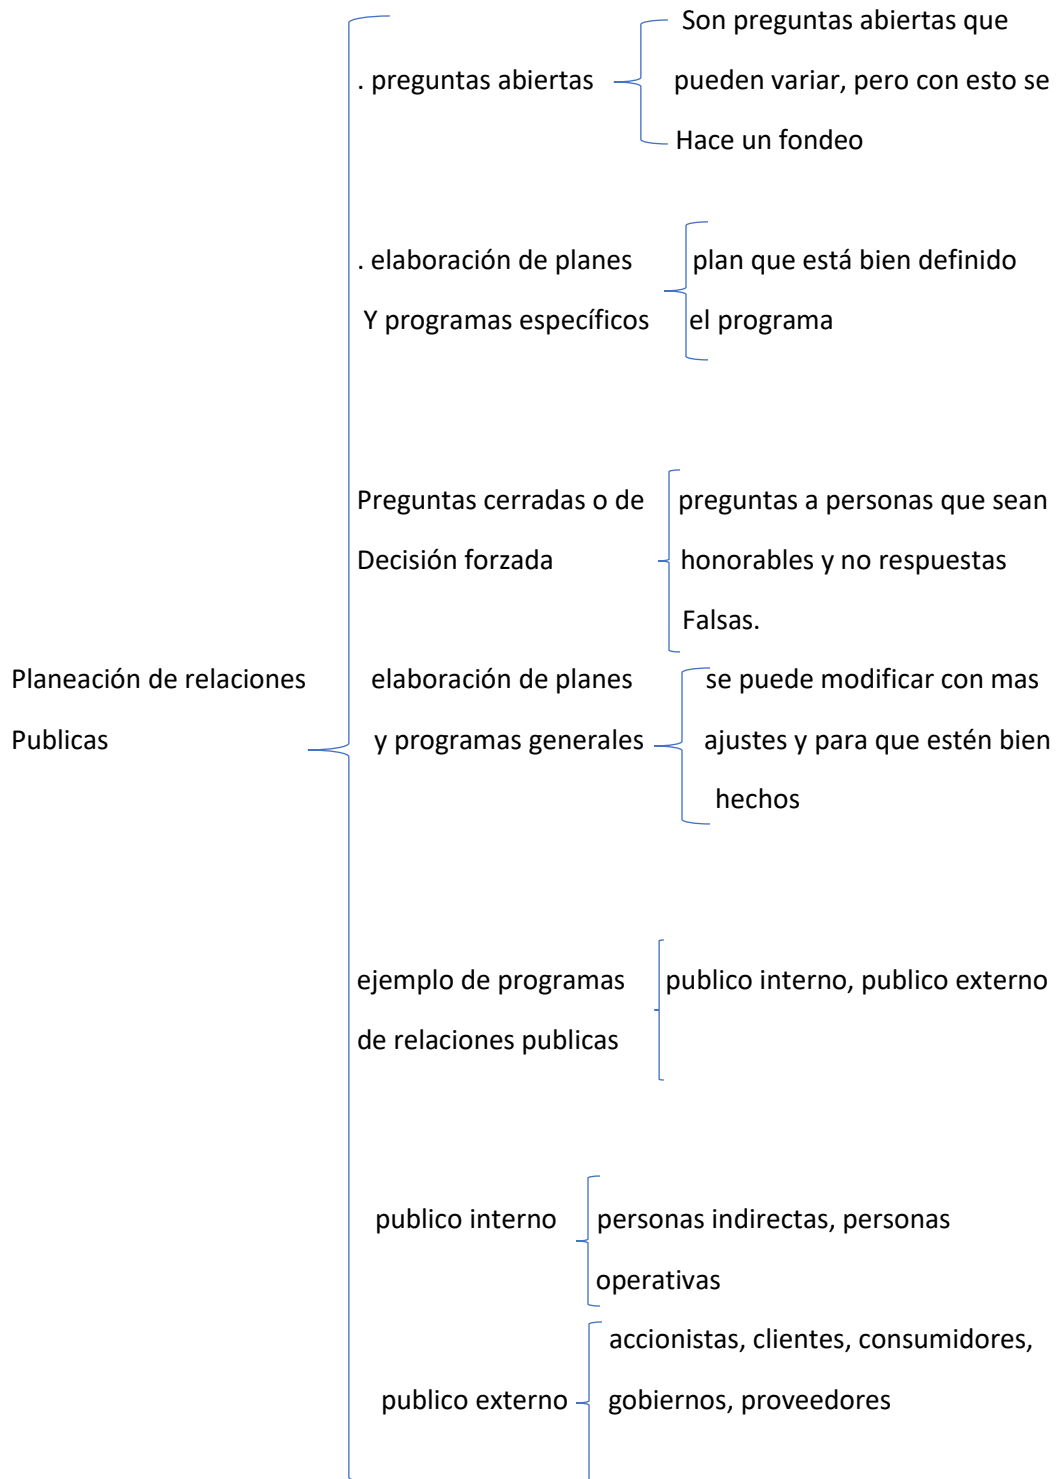 Son preguntas abiertas que
. preguntas abiertas pueden variar, pero con esto se
Hace un fondeo
. elaboración de planes plan que está bien definido
Y programas específicos el programa
Preguntas cerradas o de preguntas a personas que sean
Decisión forzada honorables y no respuestas
Falsas.
Planeación de relaciones elaboración de planes se puede modificar con mas
Publicas y programas generales ajustes y para que estén bien
hechos
ejemplo de programas publico interno, publico externo
de relaciones publicas
publico interno personas indirectas, personas
operativas
accionistas, clientes, consumidores,
publico externo gobiernos, proveedores